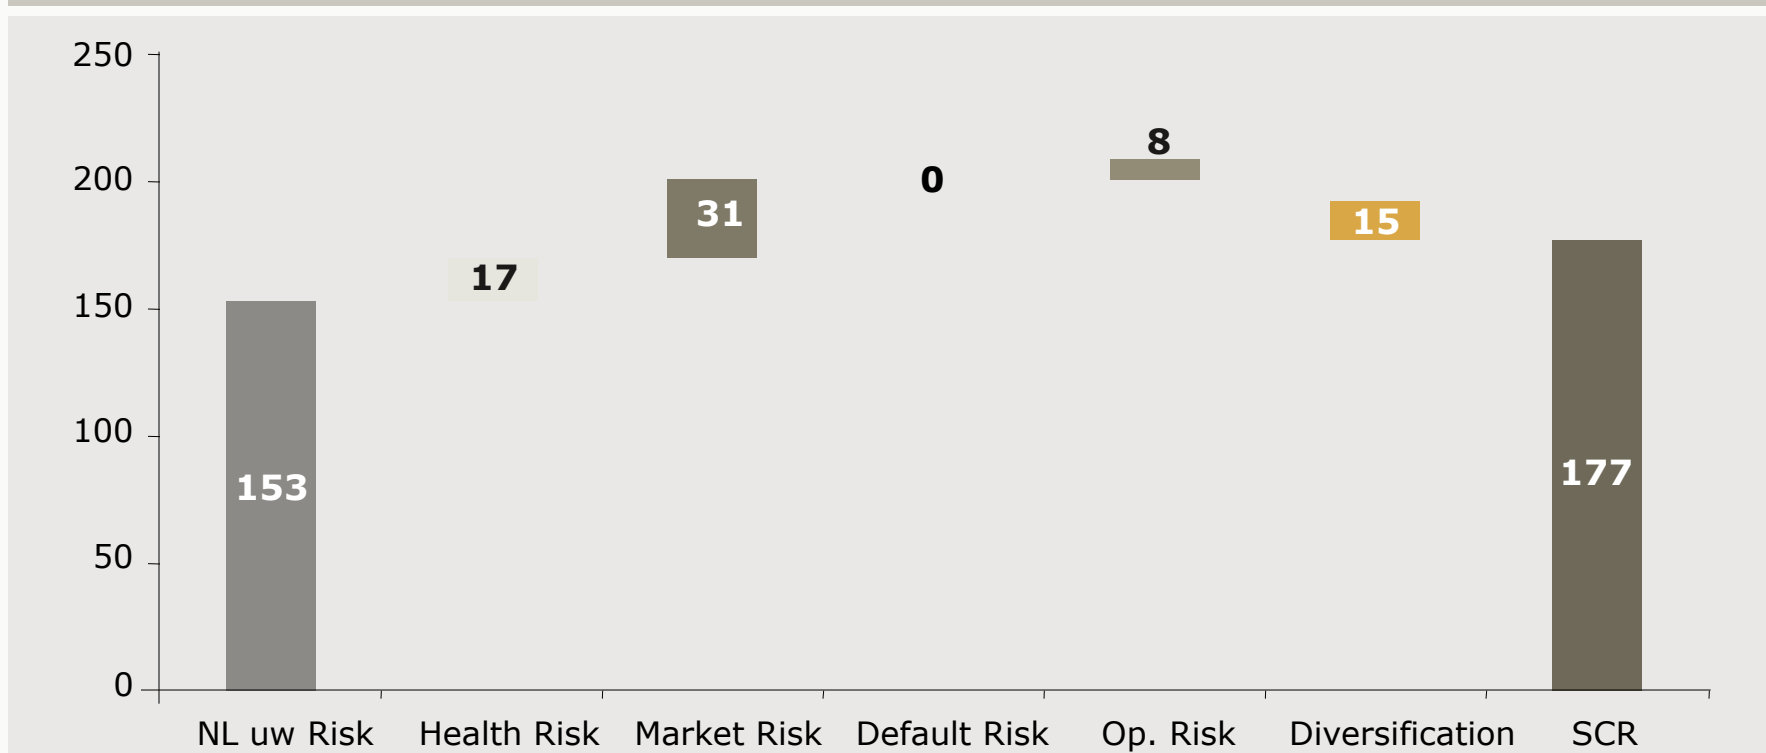 250
200
150
100
50
0
153
17
31
0
8
15
177
NL uw Risk
Health Risk
Market Risk
Default Risk
Op. Risk
Diversification
SCR